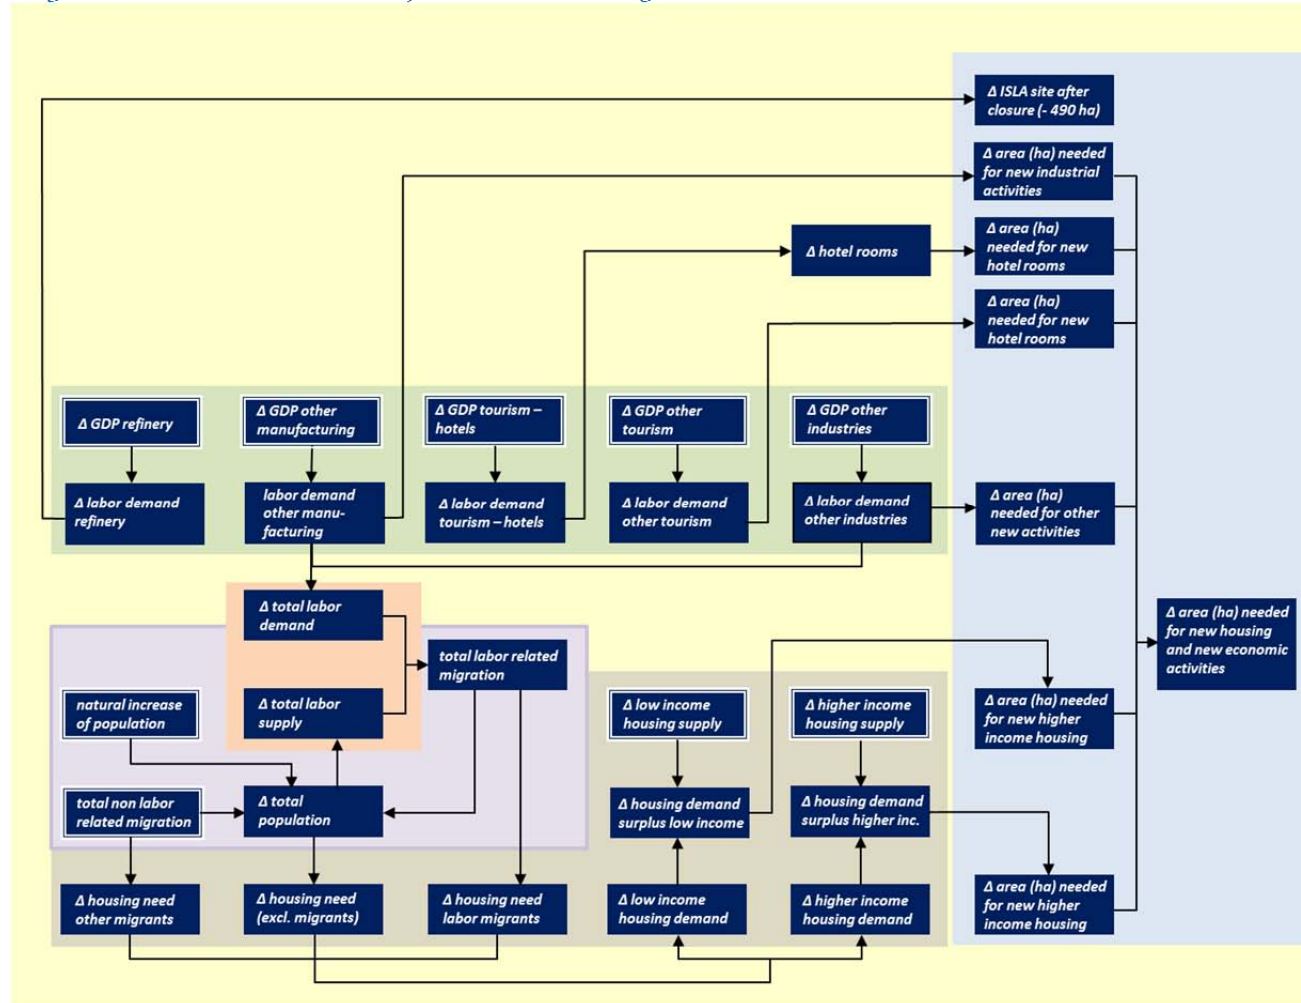 Δ ISLA site after
closure (- 490 ha)
Δ area (ha) needed
for new industrial
activities
Δ hotel rooms
Δ area (ha)
needed for new
hotel rooms
Δ area (ha)
needed for new
hotel rooms
Δ GDP refinery
Δ GDP other
manufacturing
Δ GDP tourism –
hotels
Δ GDP other
tourism
Δ GDP other
industries
Δ labor demand
refinery
labor demand
other manu-
facturing
Δ labor demand
tourism – hotels
Δ labor demand
other tourism
Δ labor demand
other industries
Δ area (ha)
needed for other
new activities
Δ total labor
demand
total labor related
migration
Δ area (ha) needed
for new housing
and new economic
activities
natural increase
of population
Δ total labor
supply
Δ low income
housing supply
Δ higher income
housing supply
Δ area (ha) needed
for new higher
income housing
total non labor
related migration
Δ total
population
Δ housing demand
surplus low income
Δ housing demand
surplus higher inc.
Δ housing need
other migrants
Δ housing need
(excl. migrants)
Δ housing need
labor migrants
Δ low income
housing demand
Δ higher income
housing demand
Δ area (ha) needed
for new higher
income housing